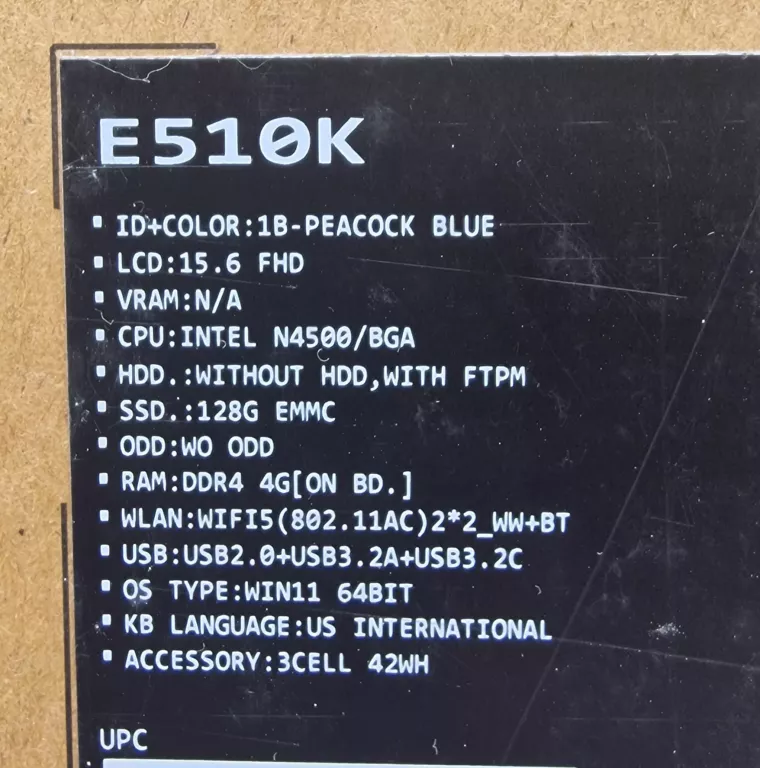 E510K
▪ ID+COLOR:1B-PEACOCK BLUE
▪ LCD:15.6 FHD
▪ VRAM:N/A
▪ CPU:INTEL N4500/BGA
▪ HDD.:WITHOUT HDD,WITH FTPM
▪ SSD.:128G EMMC
▪ ODD:WO ODD
▪ RAM:DDR4 4G[ON BD.]
▪ WLAN:WIFI5(802.11AC)2*2_WW+BT
▪ USB:USB2.0+USB3.2A+USB3.2C
▪ OS TYPE:WIN11 64BIT
▪ KB LANGUAGE:US INTERNATIONAL
▪ ACCESSORY:3CELL 42WH
UPC